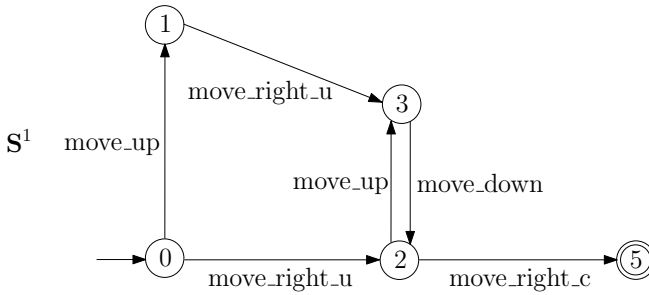 1
move_right_u
3
S¹ move_up
move_up move_down
0 2 5
move_right_u move_right_c